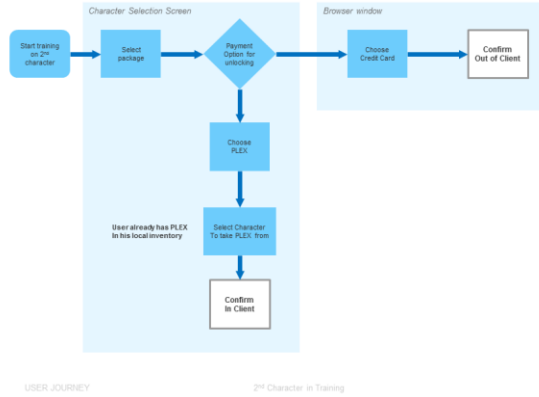 Character Selection Screen
Browser window
Start training
on 2nd
character
Select
package
Payment
Option for
unlocking
Choose
Credit Card
Confirm
Out of Client
Choose
PLEX
User already has PLEX
In his local inventory
Select Character
To take PLEX from
Confirm
In Client
USER JOURNEY
2nd Character in Training